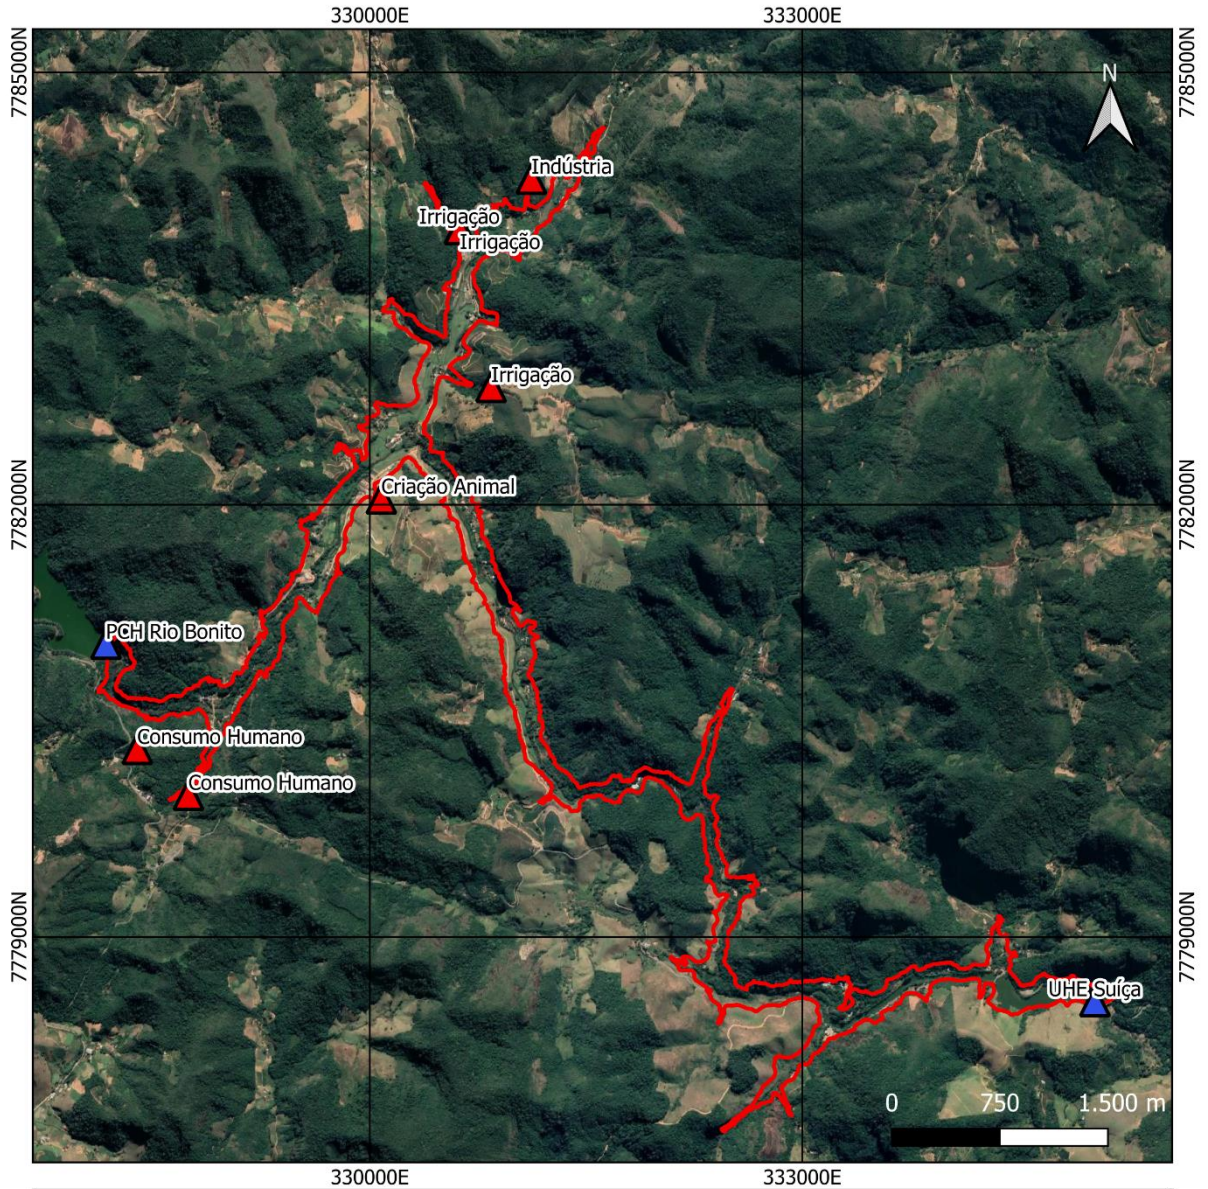 330000E
333000E
7785000N
7785000N
N
Indústria
Irrigação
Irrigação
Irrigação
Criação Animal
7782000N
7782000N
PCH Rio Bonito
Consumo Humano
Consumo Humano
7779000N
7779000N
UHE Suíça
0 750 1.500 m
330000E
333000E